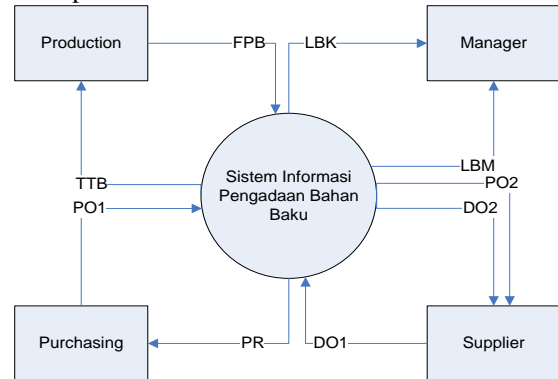 Production
FPB
LBK
Manager
Sistem Informasi
Pengadaan Bahan
Baku
LBM
TTB
PO2
PO1
DO2
Purchasing
PR
DO1
Supplier